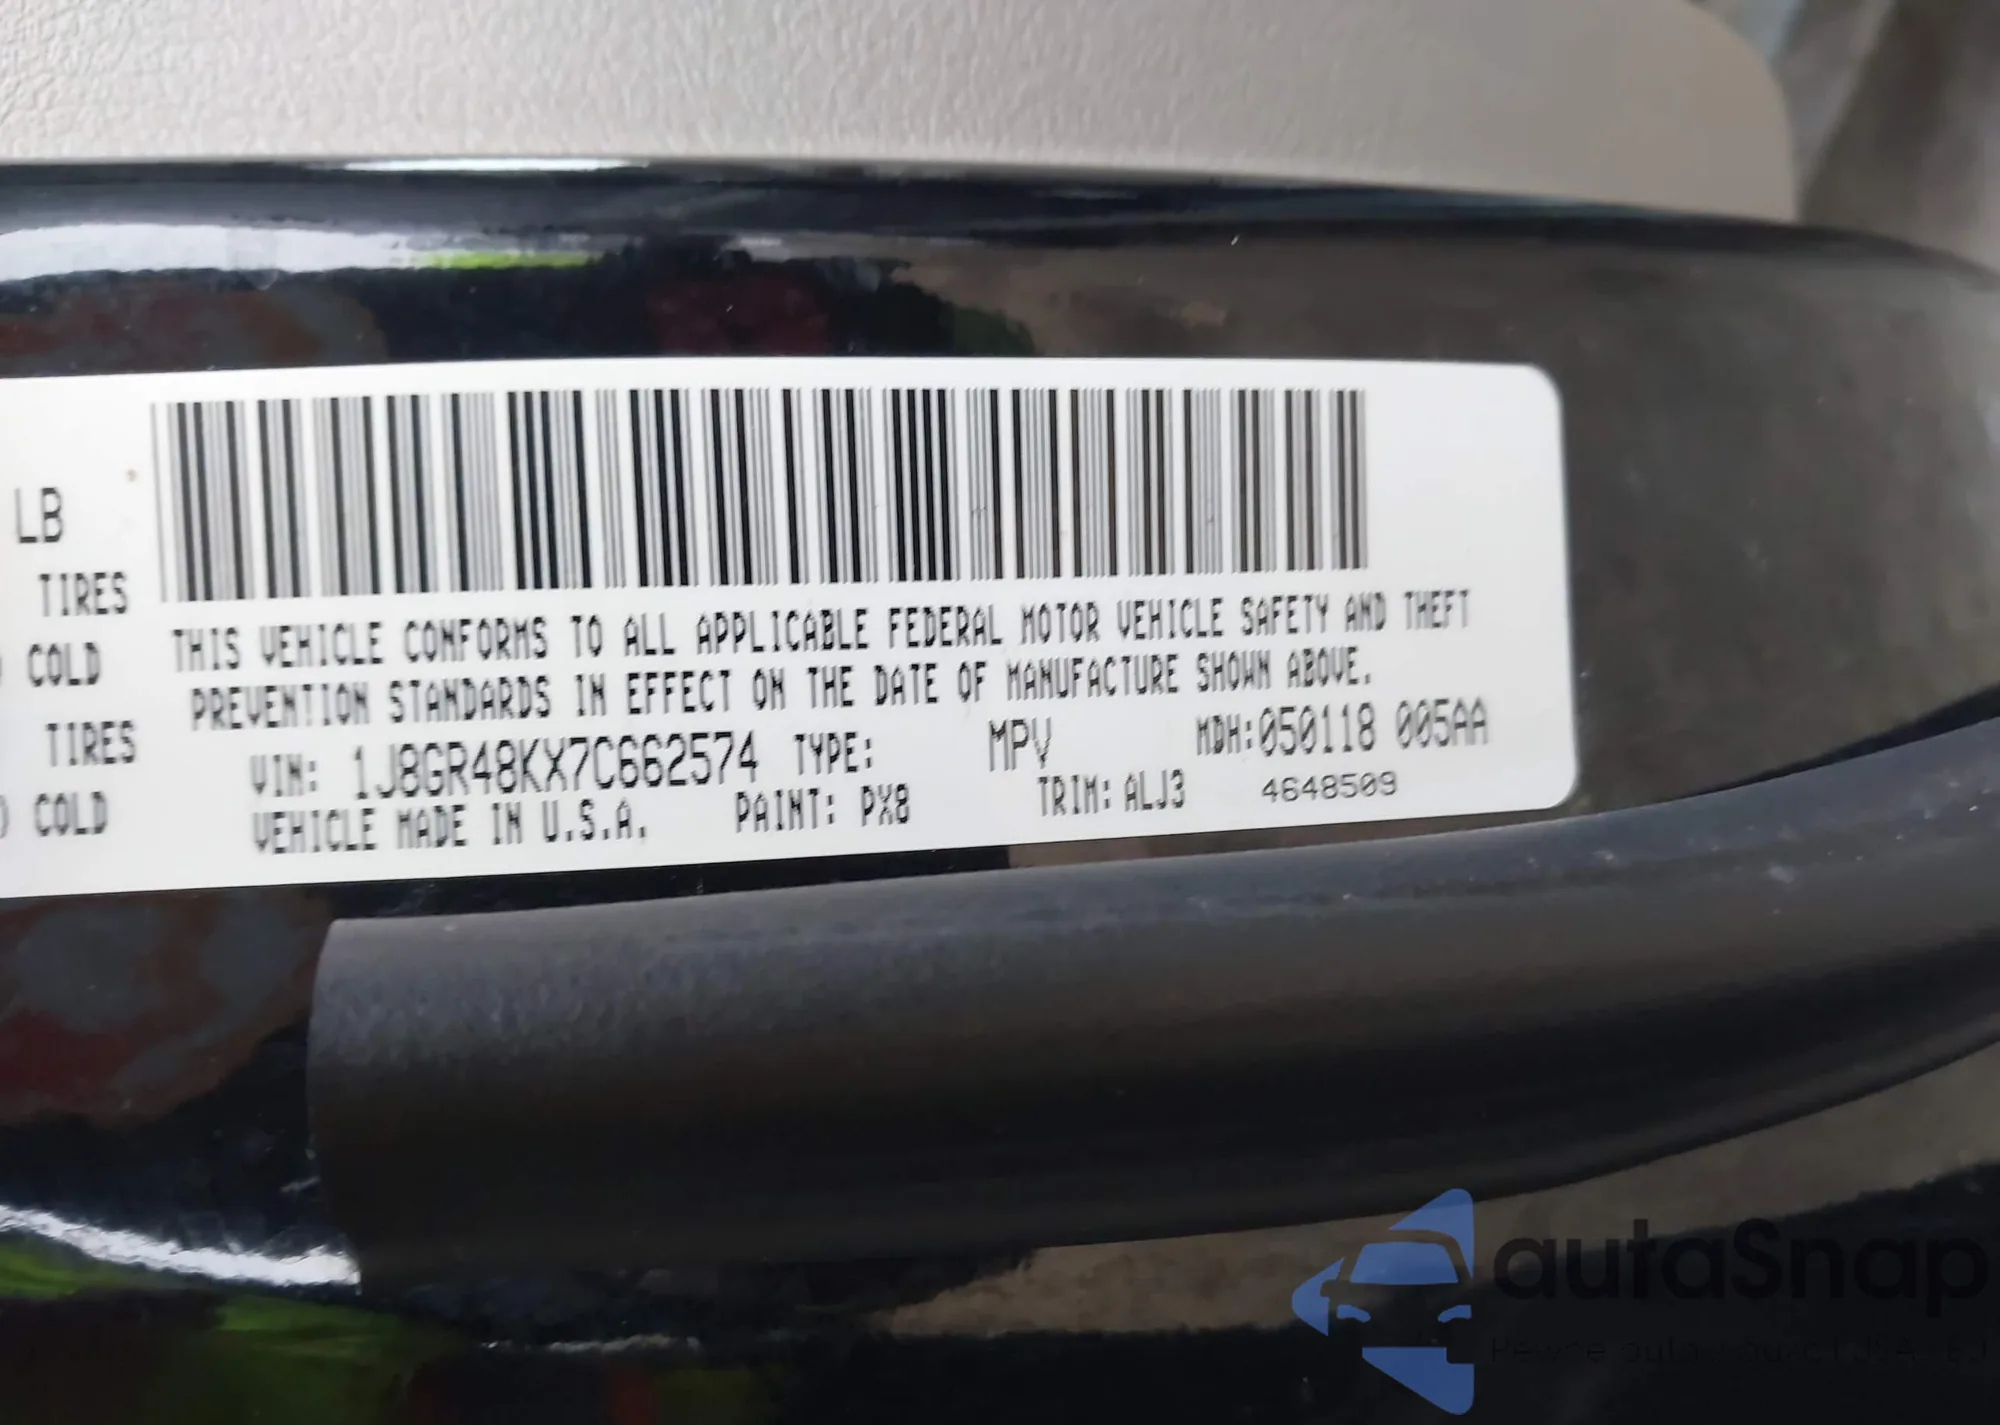 LB
TIRES
COLD
TIRES
COLD
THIS VEHICLE CONFORMS TO ALL APPLICABLE FEDERAL MOTOR VEHICLE SAFETY AND THEFT
PREVENTION STANDARDS IN EFFECT ON THE DATE OF MANUFACTURE SHOWN ABOVE.
VIN: 1J8GR48KX7C662574 TYPE: MPV MDH:050118 005AA
VEHICLE MADE IN U.S.A. PAINT: PX8 TRIM: ALJ3 4648509
autaSnap